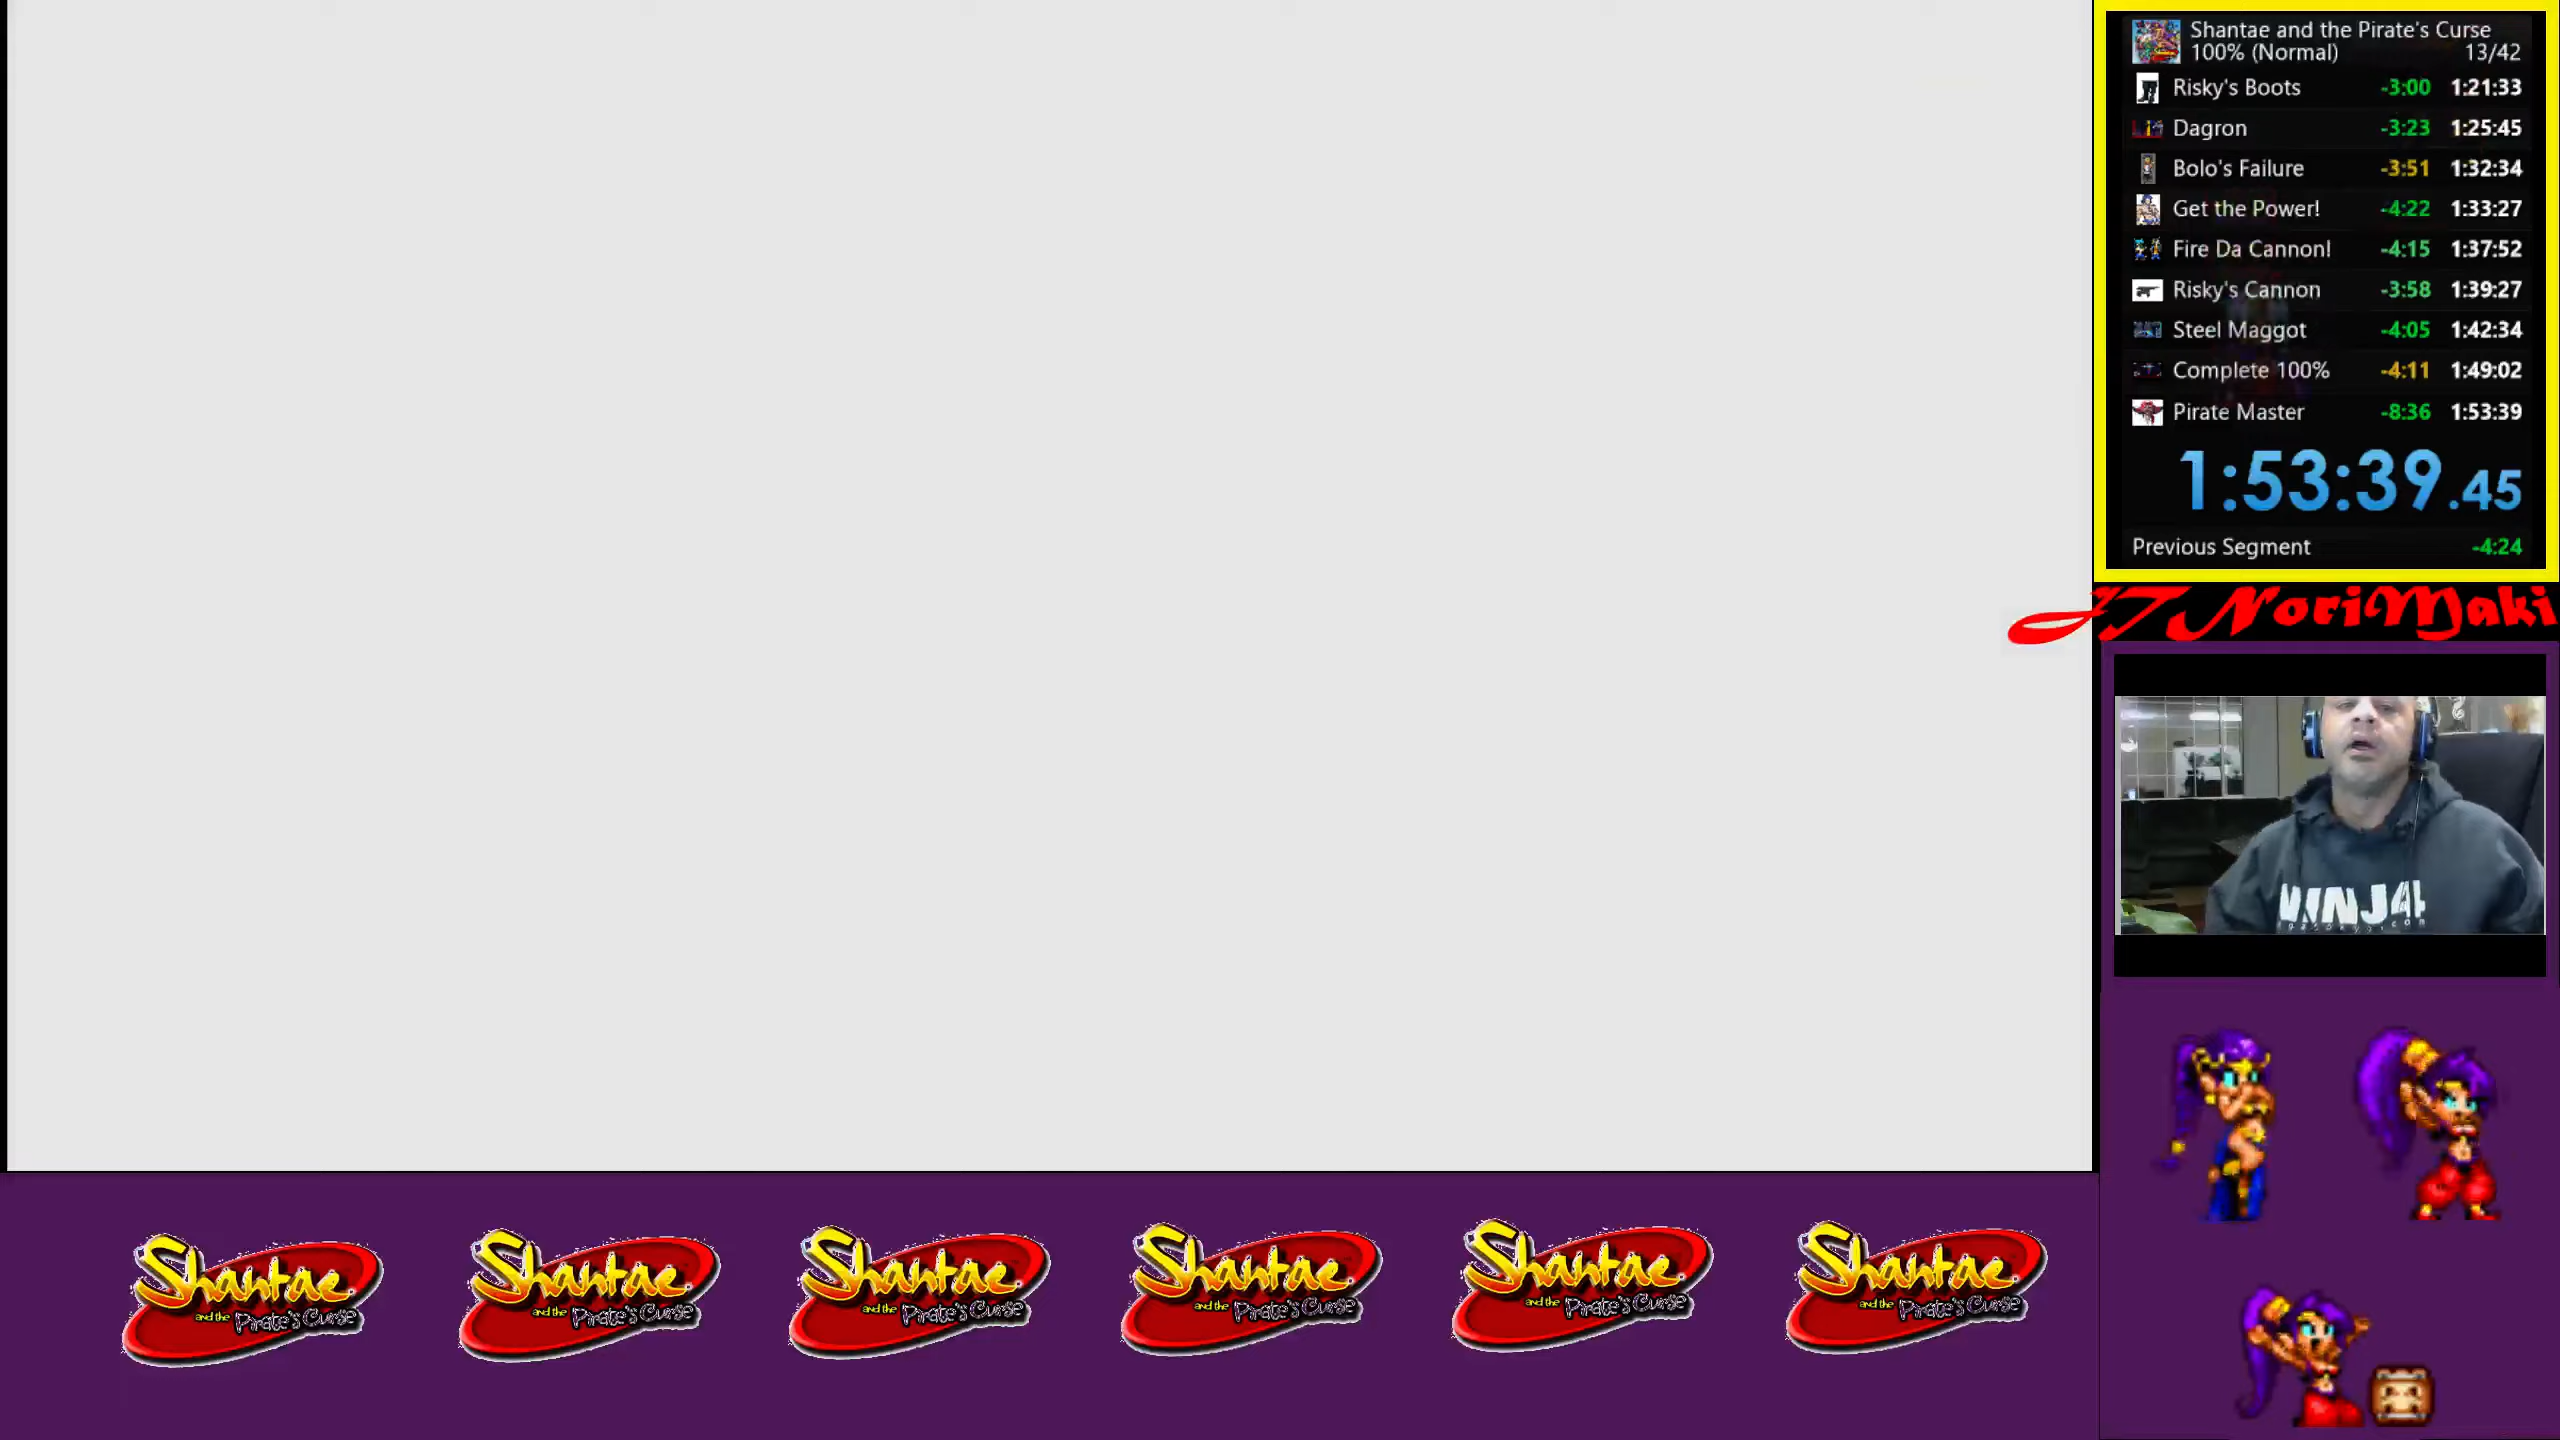 Shantae and the Pirate's Curse
100% (Normal) 13/42
Risky's Boots -3:00 1:21:33
Dagron -3:23 1:25:45
Bolo's Failure -3:51 1:32:34
Get the Power! -4:22 1:33:27
Fire Da Cannon! -4:15 1:37:52
Risky's Cannon -3:58 1:39:27
Steel Maggot -4:05 1:42:34
Complete 100% -4:11 1:49:02
Pirate Master -8:36 1:53:39
1:53:39.45
Previous Segment -4:24
JTNoriMaki
Shantae and the Pirate's Curse
Shantae and the Pirate's Curse
Shantae and the Pirate's Curse
Shantae and the Pirate's Curse
Shantae and the Pirate's Curse
Shantae and the Pirate's Curse